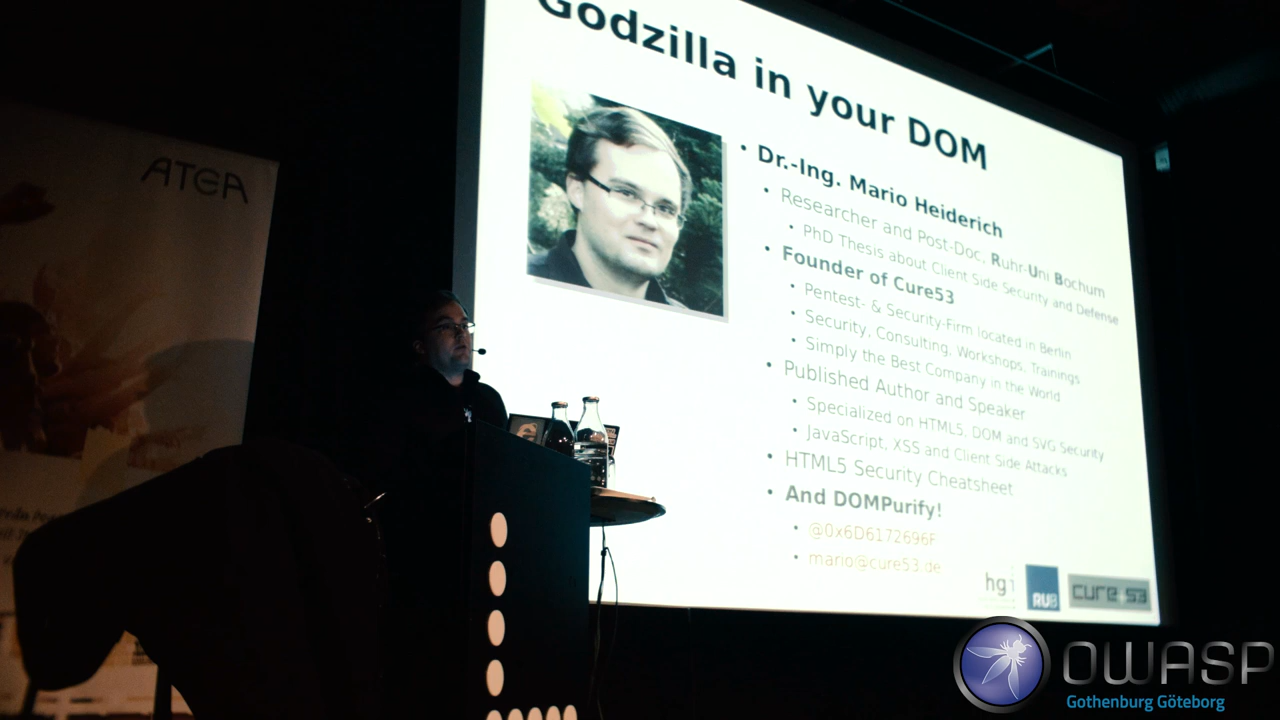 Godzilla in your DOM
• Dr.-Ing. Mario Heiderich
• Researcher and Post-Doc, Ruhr-Uni Bochum
• PhD Thesis about Client Side Security and Defense
• Founder of Cure53
• Pentest- & Security-Firm located in Berlin
• Security, Consulting, Workshops, Trainings
• Simply the Best Company in the World
• Published Author and Speaker
• Specialized on HTML5, DOM and SVG Security
• JavaScript, XSS and Client Side Attacks
• HTML5 Security Cheatsheet
• And DOMPurify!
• @0x6D6172696F
• mario@cure53.de
hgi
RUB
CURE53
ATEA
OWASP
Gothenburg Göteborg